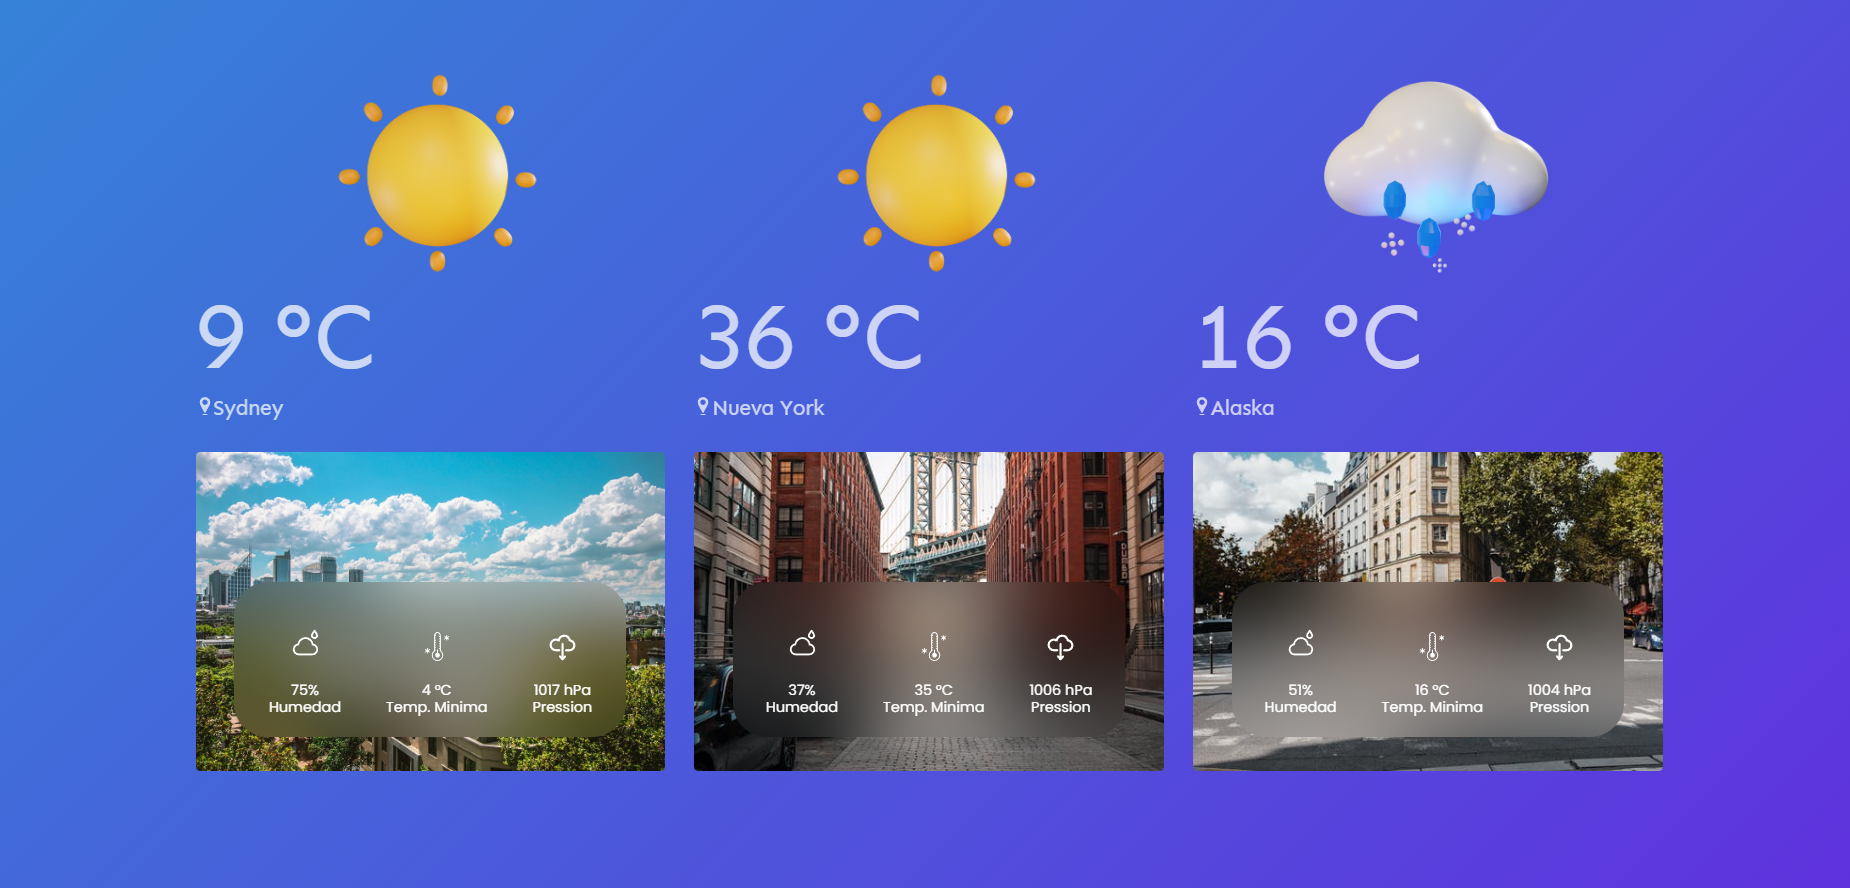 9 °C
Sydney
75%
Humedad
4 °C
Temp. Minima
1017 hPa
Pression
36 °C
Nueva York
37%
Humedad
35 °C
Temp. Minima
1006 hPa
Pression
16 °C
Alaska
51%
Humedad
16 °C
Temp. Minima
1004 hPa
Pression